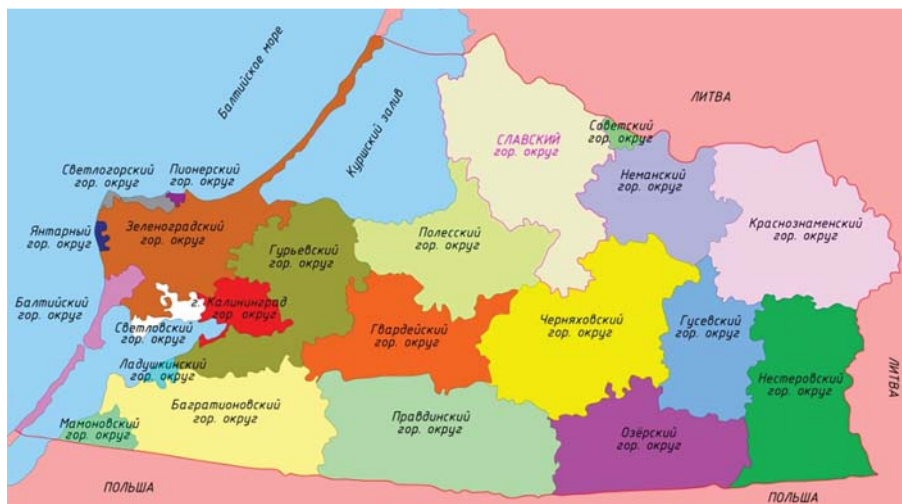 Балтийское море
Куршский залив
ЛИТВА
СЛАВСКИЙ
гор. округ
Советский
гор. округ
Неманский
гор. округ
Краснознаменский
гор. округ
Светлогорский
гор. округ
Пионерский
гор. округ
Янтарный
гор. округ
Зеленоградский
гор. округ
Гурьевский
гор. округ
Полесский
гор. округ
Балтийский
гор. округ
Светловский
гор. округ
г. Калининград
гор. округ
Гвардейский
гор. округ
Черняховский
гор. округ
Гусевский
гор. округ
Нестеровский
гор. округ
ЛИТВА
Ладушкинский
гор. округ
Мамоновский
гор. округ
Багратионовский
гор. округ
Правдинский
гор. округ
Озёрский
гор. округ
ПОЛЬША
ПОЛЬША